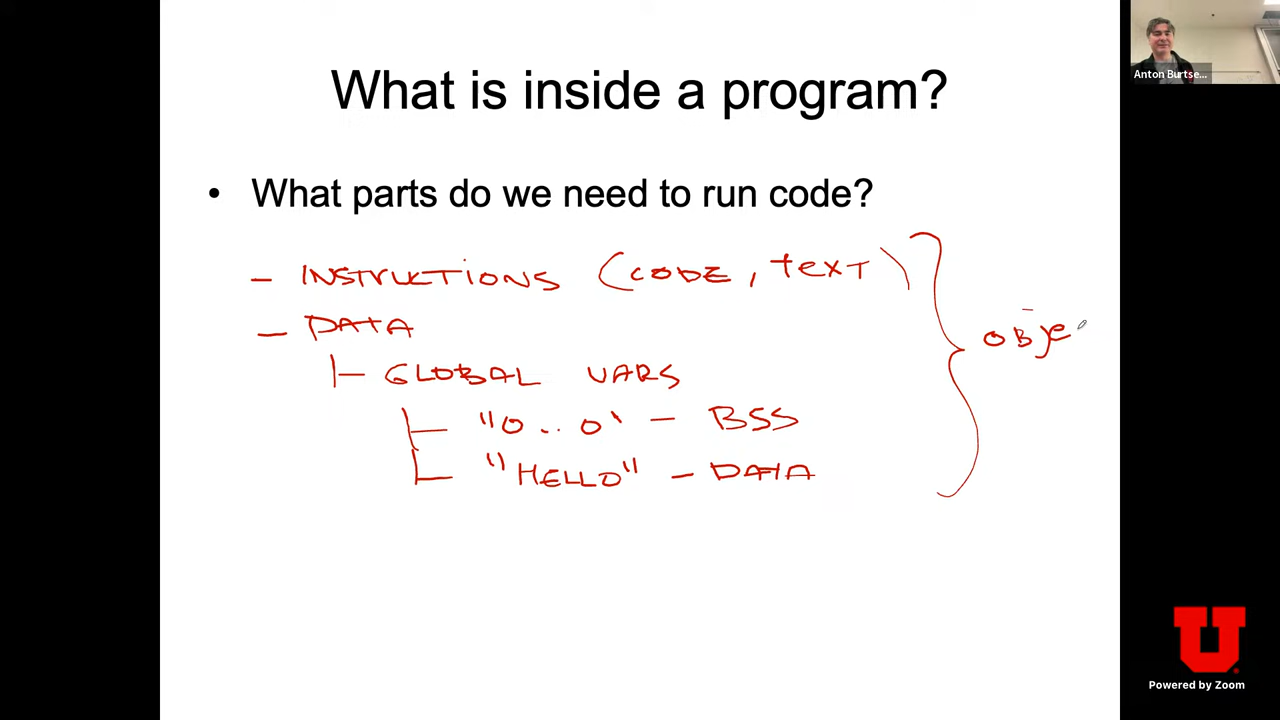 What is inside a program?
• What parts do we need to run code?
- INSTRUCTIONS (CODE, TEXT)
- DATA
GLOBAL VARS
"0..0" - BSS
"HELLO" - DATA
OBJE
Anton Burtse...
U
Powered by Zoom